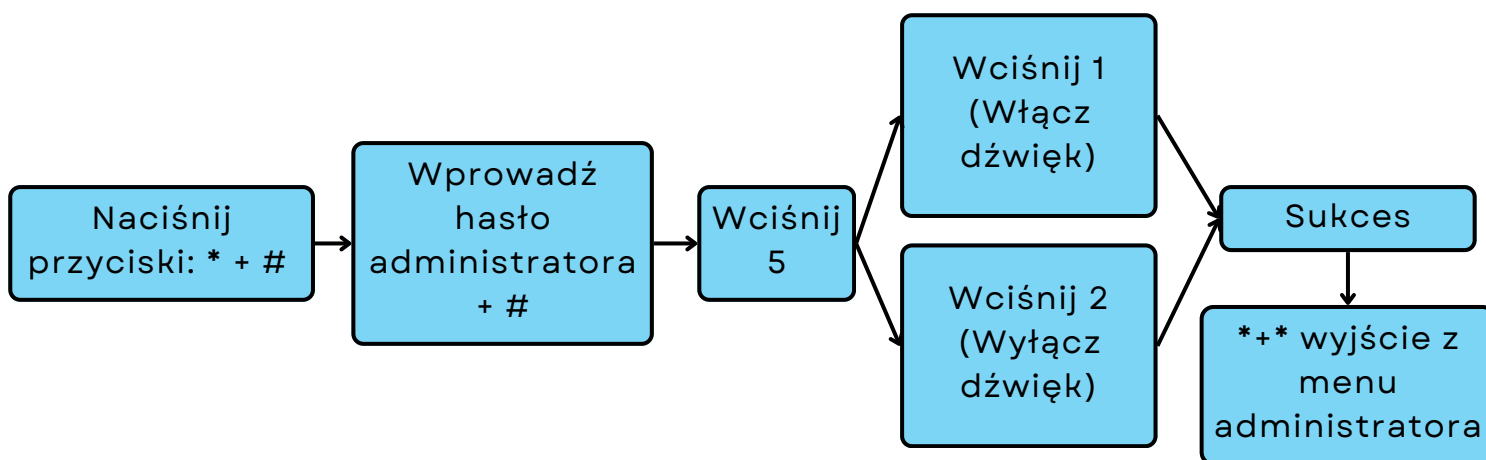 Naciśnij
przyciski: * + #
Wprowadź
hasło
administratora
+ #
Wciśnij
5
Wciśnij 1
(Włącz
dźwięk)
Wciśnij 2
(Wyłącz
dźwięk)
Sukces
*+* wyjście z
menu
administratora